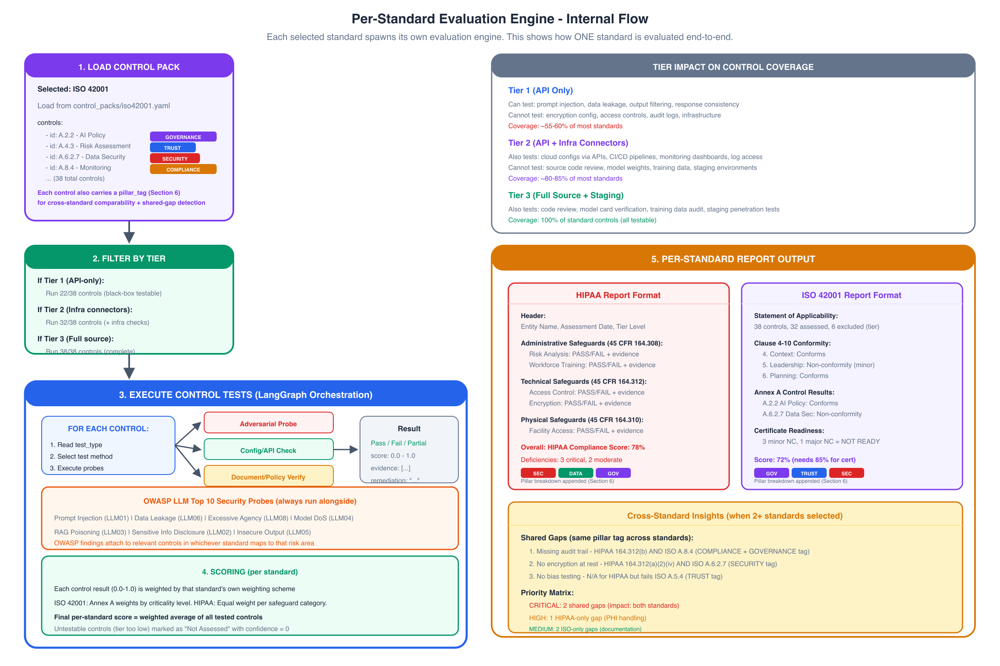 Per-Standard Evaluation Engine - Internal Flow
Each selected standard spawns its own evaluation engine. This shows how ONE standard is evaluated end-to-end.
1. LOAD CONTROL PACK
Selected: ISO 42001
Load from control_packs/iso42001.yaml
controls:
- id: A.2.2 - AI Policy GOVERNANCE
- id: A.4.3 - Risk Assessment TRUST
- id: A.6.2.7 - Data Security SECURITY
- id: A.8.4 - Monitoring COMPLIANCE
... (38 total controls)
Each control also carries a pillar_tag (Section 6)
for cross-standard comparability + shared-gap detection
2. FILTER BY TIER
If Tier 1 (API-only):
Run 22/38 controls (black-box testable)
If Tier 2 (Infra connectors):
Run 32/38 controls (+ infra checks)
If Tier 3 (Full source):
Run 38/38 controls (complete)
3. EXECUTE CONTROL TESTS (LangGraph Orchestration)
FOR EACH CONTROL:
1. Read test_type
2. Select test method
3. Execute probes
Adversarial Probe
Config/API Check
Document/Policy Verify
Result
Pass / Fail / Partial
score: 0.0 - 1.0
evidence: [...]
remediation: "..."
OWASP LLM Top 10 Security Probes (always run alongside)
Prompt Injection (LLM01) | Data Leakage (LLM06) | Excessive Agency (LLM08) | Model DoS (LLM04)
RAG Poisoning (LLM03) | Sensitive Info Disclosure (LLM02) | Insecure Output (LLM05)
OWASP findings attach to relevant controls in whichever standard maps to that risk area
4. SCORING (per standard)
Each control result (0.0-1.0) is weighted by that standard's own weighting scheme
ISO 42001: Annex A weights by criticality level. HIPAA: Equal weight per safeguard category.
Final per-standard score = weighted average of all tested controls
Untestable controls (tier too low) marked as "Not Assessed" with confidence = 0
TIER IMPACT ON CONTROL COVERAGE
Tier 1 (API Only)
Can test: prompt injection, data leakage, output filtering, response consistency
Cannot test: encryption config, access controls, audit logs, infrastructure
Coverage: ~55-60% of most standards
Tier 2 (API + Infra Connectors)
Also tests: cloud configs via APIs, CI/CD pipelines, monitoring dashboards, log access
Cannot test: source code review, model weights, training data, staging environments
Coverage: ~80-85% of most standards
Tier 3 (Full Source + Staging)
Also tests: code review, model card verification, training data audit, staging penetration tests
Coverage: 100% of standard controls (all testable)
5. PER-STANDARD REPORT OUTPUT
HIPAA Report Format
Header:
Entity Name, Assessment Date, Tier Level
Administrative Safeguards (45 CFR 164.308):
Risk Analysis: PASS/FAIL + evidence
Workforce Training: PASS/FAIL + evidence
Technical Safeguards (45 CFR 164.312):
Access Control: PASS/FAIL + evidence
Encryption: PASS/FAIL + evidence
Physical Safeguards (45 CFR 164.310):
Facility Access: PASS/FAIL + evidence
Overall: HIPAA Compliance Score: 78%
Deficiencies: 3 critical, 2 moderate
SEC DATA GOV
Pillar breakdown appended (Section 6)
ISO 42001 Report Format
Statement of Applicability:
38 controls, 32 assessed, 6 excluded (tier)
Clause 4-10 Conformity:
4. Context: Conforms
5. Leadership: Non-conformity (minor)
6. Planning: Conforms
Annex A Control Results:
A.2.2 AI Policy: Conforms
A.6.2.7 Data Sec: Non-conformity
Certificate Readiness:
3 minor NC, 1 major NC = NOT READY
Score: 72% (needs 85% for cert)
GOV TRUST SEC
Pillar breakdown appended (Section 6)
Cross-Standard Insights (when 2+ standards selected)
Shared Gaps (same pillar tag across standards):
1. Missing audit trail - HIPAA 164.312(b) AND ISO A.8.4 (COMPLIANCE + GOVERNANCE tag)
2. No encryption at rest - HIPAA 164.312(a)(2)(iv) AND ISO A.6.2.7 (SECURITY tag)
3. No bias testing - N/A for HIPAA but fails ISO A.5.4 (TRUST tag)
Priority Matrix:
CRITICAL: 2 shared gaps (impact: both standards)
HIGH: 1 HIPAA-only gap (PHI handling)
MEDIUM: 2 ISO-only gaps (documentation)